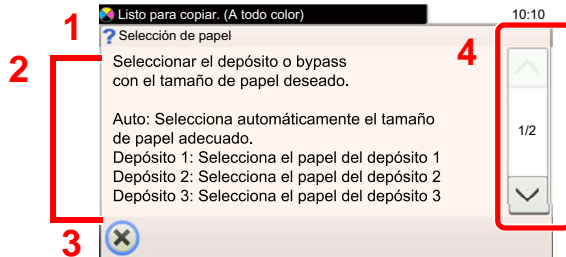 Listo para copiar. (A todo color)
10:10
1
?Selección de papel
4
2
Seleccionar el depósito o bypass
con el tamaño de papel deseado.
Auto: Selecciona automáticamente el tamaño
de papel adecuado.
1/2
Depósito 1: Selecciona el papel del depósito 1
Depósito 2: Selecciona el papel del depósito 2
Depósito 3: Selecciona el papel del depósito 3
3